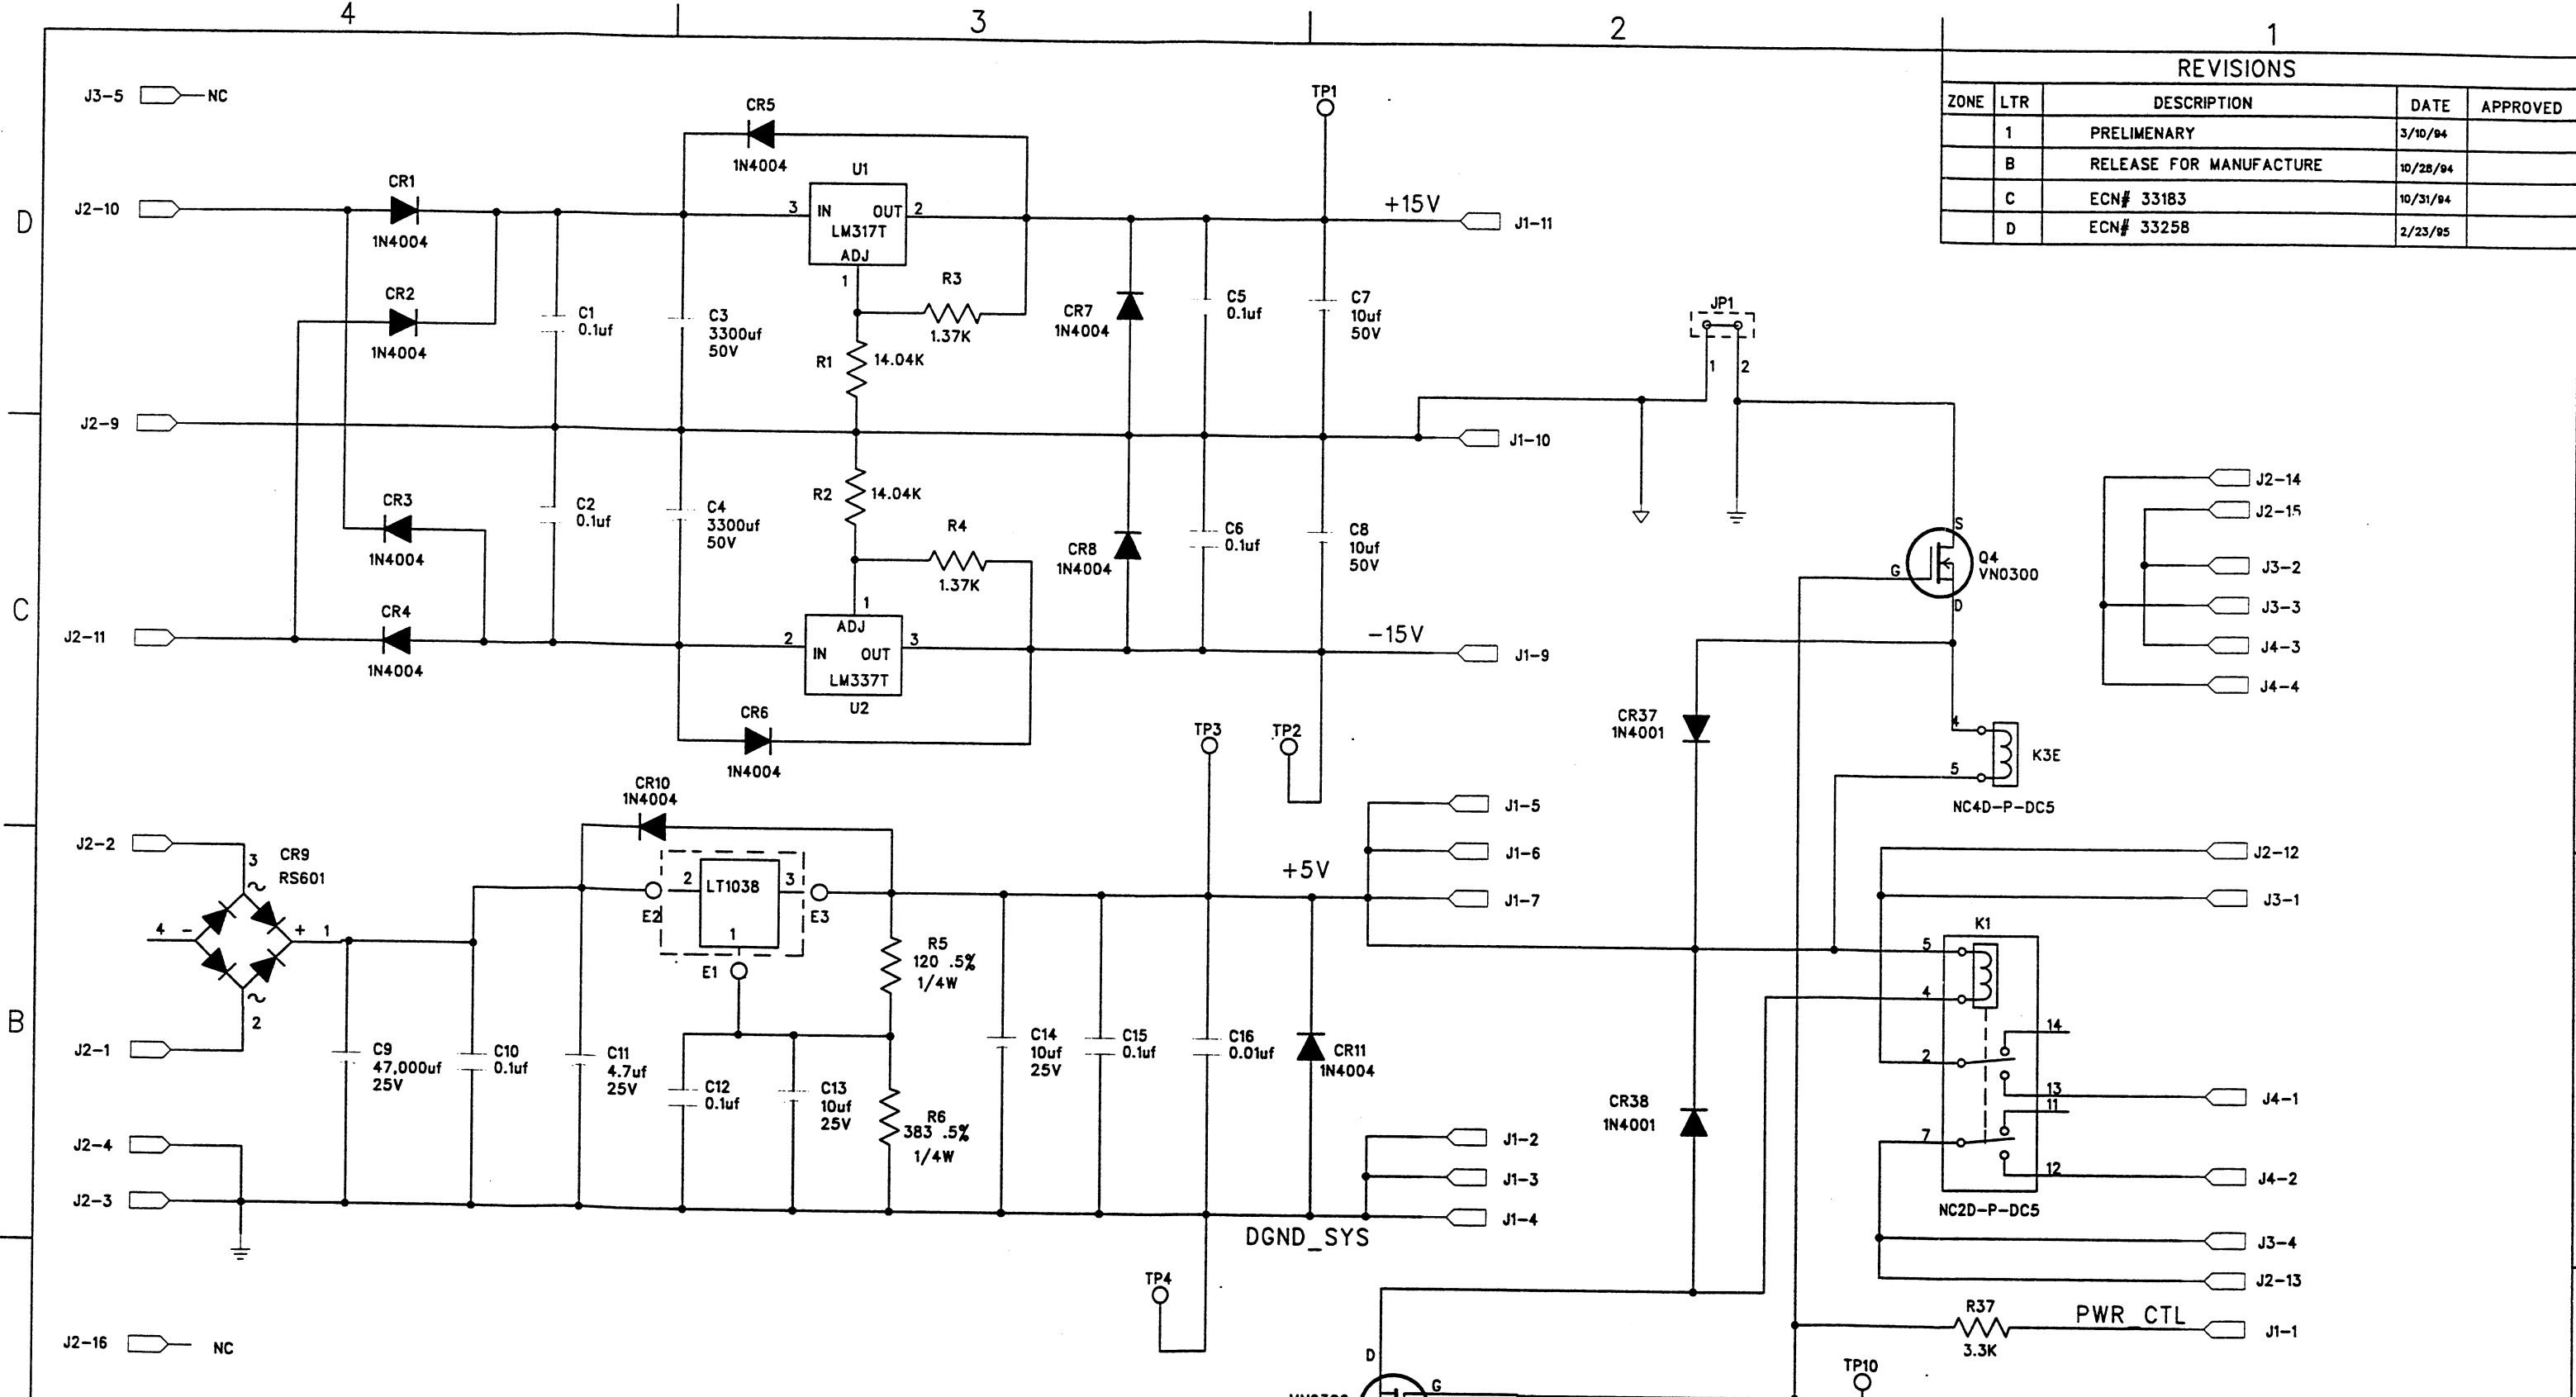 4 3 2 1
REVISIONS
ZONE LTR DESCRIPTION DATE APPROVED
1 PRELIMENARY 3/10/94
B RELEASE FOR MANUFACTURE 10/28/94
C ECN# 33183 10/31/94
D ECN# 33258 2/23/95
D
C
B
J3-5 NC
J2-10
CR1
1N4004
CR2
1N4004
J2-9
CR3
1N4004
CR4
1N4004
J2-11
C1
0.1uf
C2
0.1uf
C3
3300uf
50V
C4
3300uf
50V
CR5
1N4004
U1
3 IN OUT 2
LM317T
ADJ
1
R3
1.37K
R1 14.04K
R2 14.04K
R4
1.37K
1
ADJ
2 IN OUT 3
LM337T
U2
CR6
1N4004
CR7
1N4004
CR8
1N4004
C5
0.1uf
C6
0.1uf
TP1
C7
10uf
50V
C8
10uf
50V
+15V
J1-11
J1-10
-15V
J1-9
TP3
TP2
JP1
1 2
S
G
D
Q4
VN0300
CR37
1N4001
4
5
K3E
NC4D-P-DC5
J2-14
J2-15
J3-2
J3-3
J4-3
J4-4
J2-2
3
CR9
RS601
~
4 - + 1
~
2
J2-1
J2-4
J2-3
J2-16 NC
C9
47,000uf
25V
C10
0.1uf
CR10
1N4004
C11
4.7uf
25V
2 LT1038 3
1
E2
E3
E1
C12
0.1uf
C13
10uf
25V
R5
120 .5%
1/4W
R6
383 .5%
1/4W
C14
10uf
25V
C15
0.1uf
C16
0.01uf
CR11
1N4004
+5V
J1-5
J1-6
J1-7
J1-2
J1-3
J1-4
DGND_SYS
TP4
CR38
1N4001
J2-12
J3-1
K1
5
4
14
2
13
11
7
12
NC2D-P-DC5
J4-1
J4-2
J3-4
J2-13
R37
3.3K
PWR_CTL
J1-1
TP10
D
G